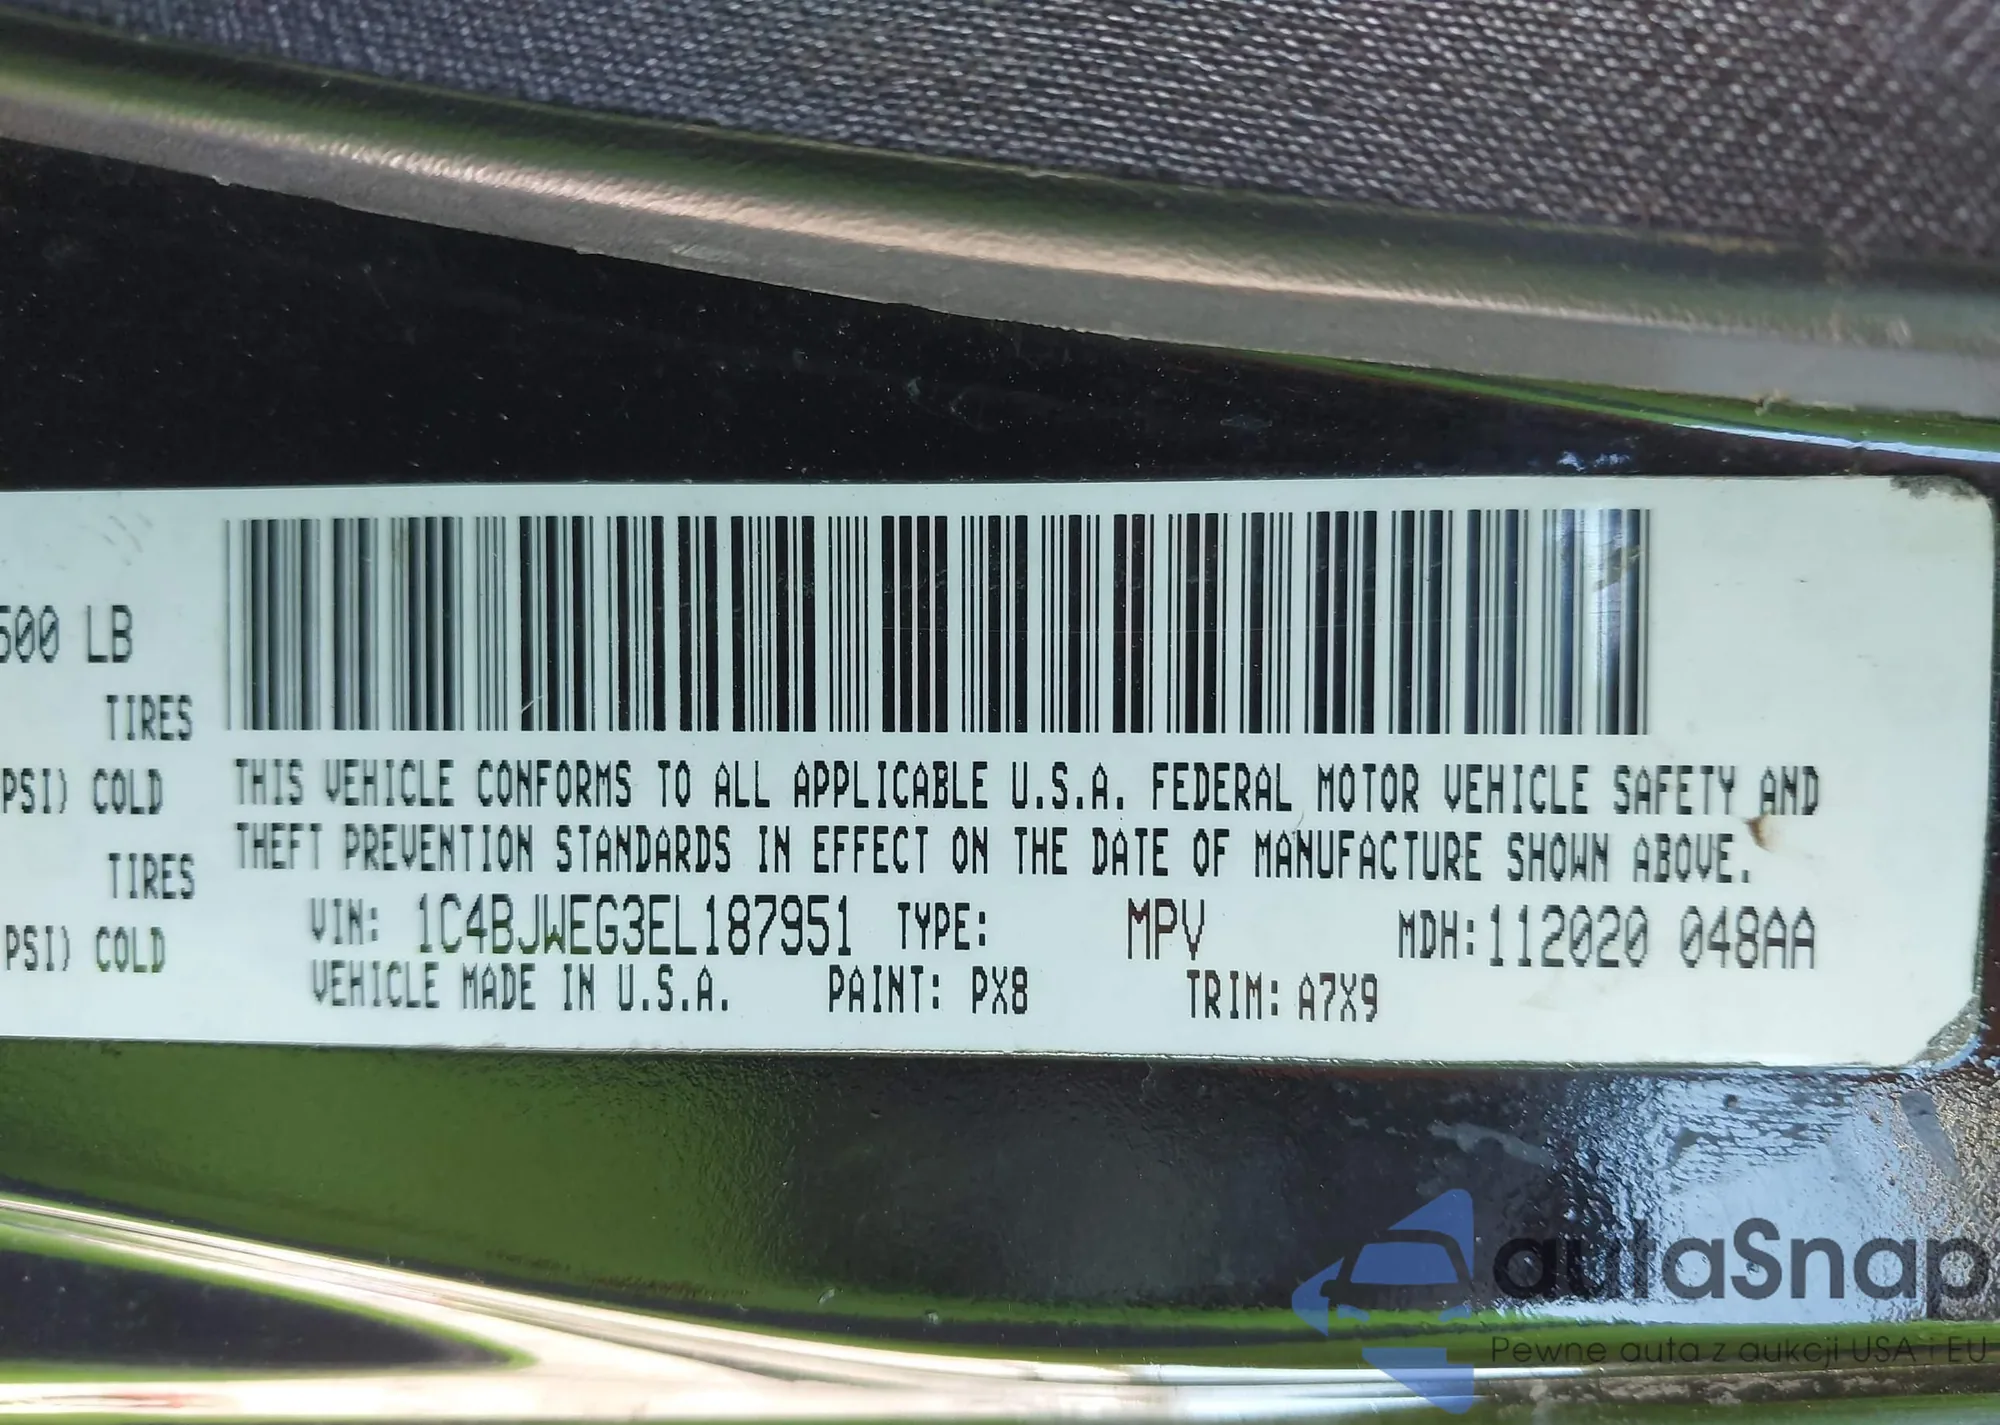 500 LB
TIRES
PSI) COLD
TIRES
PSI) COLD
THIS VEHICLE CONFORMS TO ALL APPLICABLE U.S.A. FEDERAL MOTOR VEHICLE SAFETY AND
THEFT PREVENTION STANDARDS IN EFFECT ON THE DATE OF MANUFACTURE SHOWN ABOVE.
VIN: 1C4BJWEG3EL187951 TYPE: MPV MDH:112020 048AA
VEHICLE MADE IN U.S.A. PAINT: PX8 TRIM: A7X9
autaSnap
Pewne auta z aukcji USA i EU